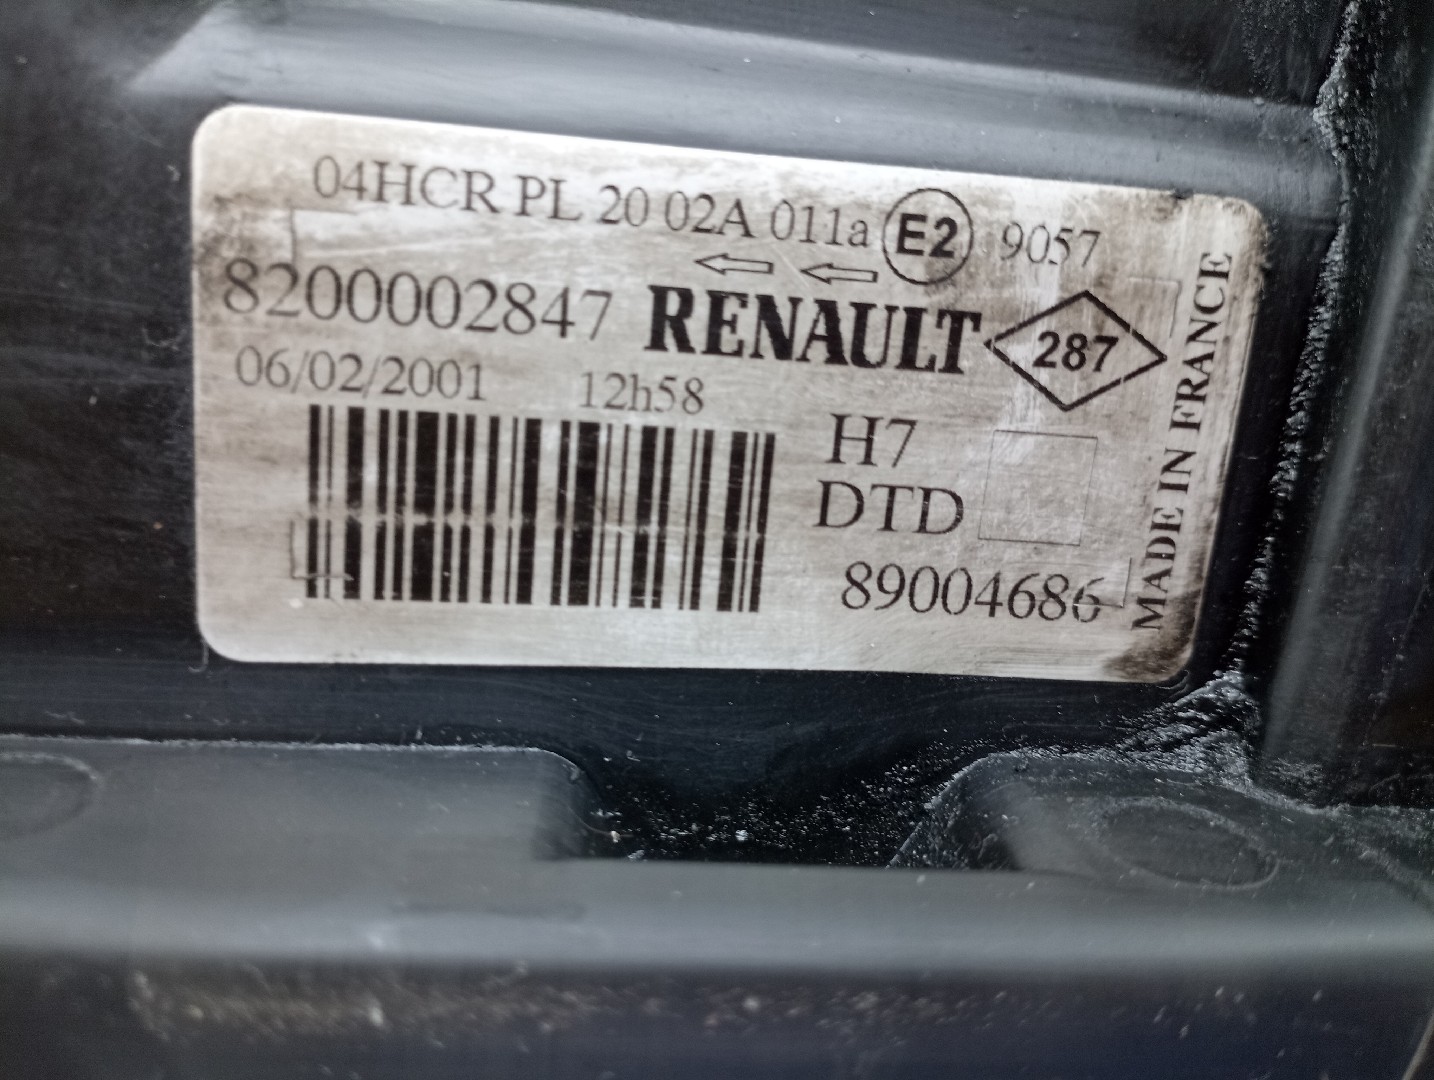 04HCR PL 20 02A 011a E2 9057
8200002847 RENAULT 287
06/02/2001 12h58
H7
DTD
89004686
MADE IN FRANCE